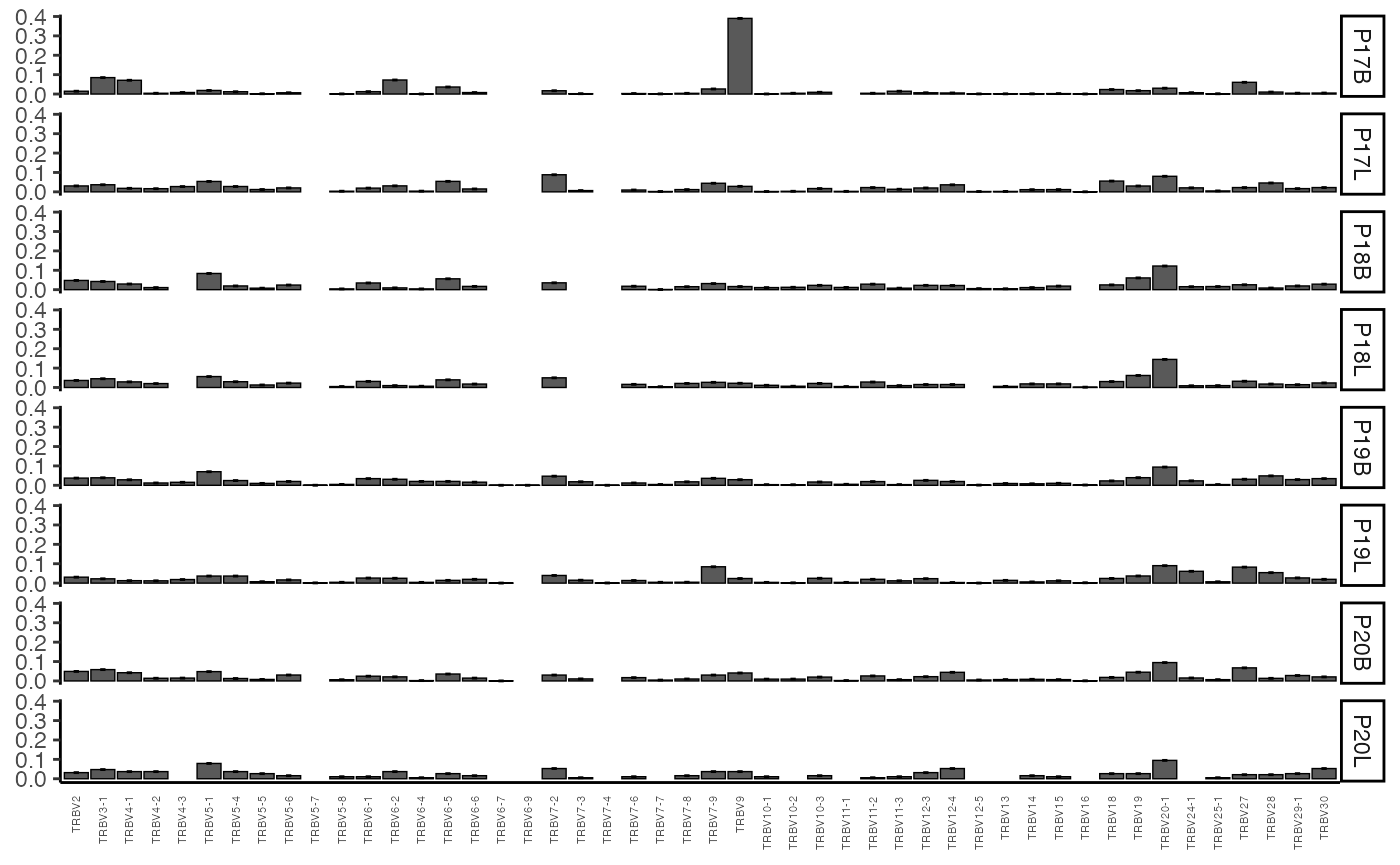 0.4
0.3
0.2
0.1
0.0
P17B
0.4
0.3
0.2
0.1
0.0
P17L
0.4
0.3
0.2
0.1
0.0
P18B
0.4
0.3
0.2
0.1
0.0
P18L
0.4
0.3
0.2
0.1
0.0
P19B
0.4
0.3
0.2
0.1
0.0
P19L
0.4
0.3
0.2
0.1
0.0
P20B
0.4
0.3
0.2
0.1
0.0
P20L
TRBV2
TRBV3-1
TRBV4-1
TRBV4-2
TRBV4-3
TRBV5-1
TRBV5-4
TRBV5-5
TRBV5-6
TRBV5-7
TRBV5-8
TRBV6-1
TRBV6-2
TRBV6-4
TRBV6-5
TRBV6-6
TRBV6-7
TRBV6-9
TRBV7-2
TRBV7-3
TRBV7-4
TRBV7-6
TRBV7-7
TRBV7-8
TRBV7-9
TRBV9
TRBV10-1
TRBV10-2
TRBV10-3
TRBV11-1
TRBV11-2
TRBV11-3
TRBV12-3
TRBV12-4
TRBV12-5
TRBV13
TRBV14
TRBV15
TRBV16
TRBV18
TRBV19
TRBV20-1
TRBV24-1
TRBV25-1
TRBV27
TRBV28
TRBV29-1
TRBV30